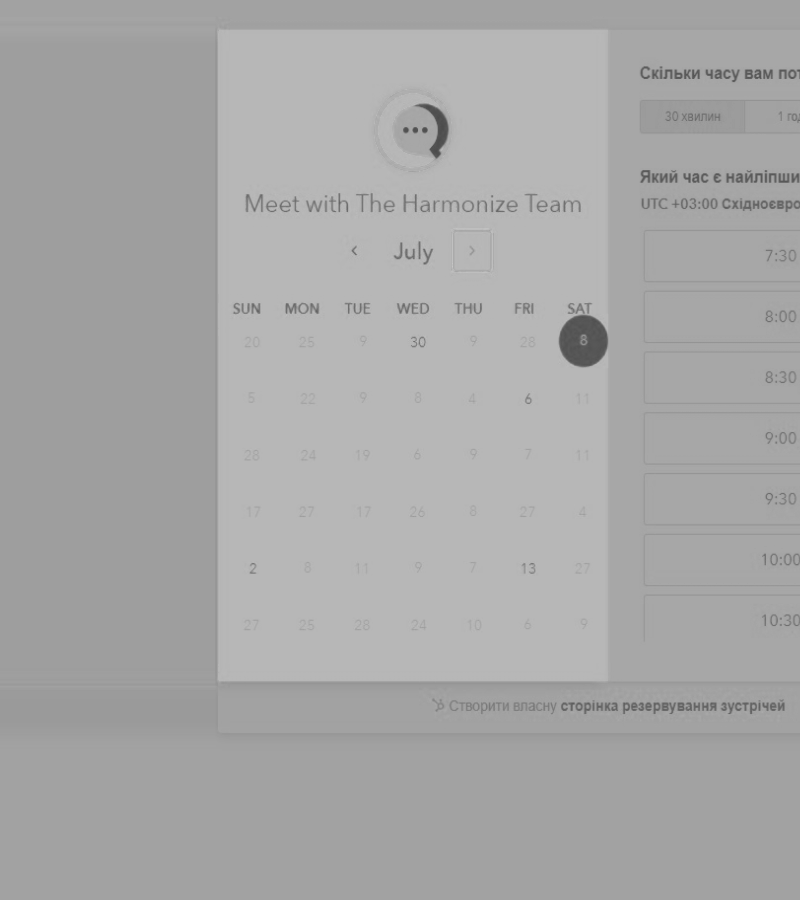 Meet with The Harmonize Team
July
SUN MON TUE WED THU FRI SAT
20 25 9 30 9 28 8
5 22 9 8 4 6 11
28 24 19 6 9 7 11
17 27 17 26 8 27 4
2 8 11 9 7 13 27
27 25 28 24 10 6 9
Скільки часу вам
30 хвилин 1
Який час є
UTC +03:00
7:30
8:00
8:30
9:00
9:30
10:00
10:30
Створити власну сторінка резервування зустрічей